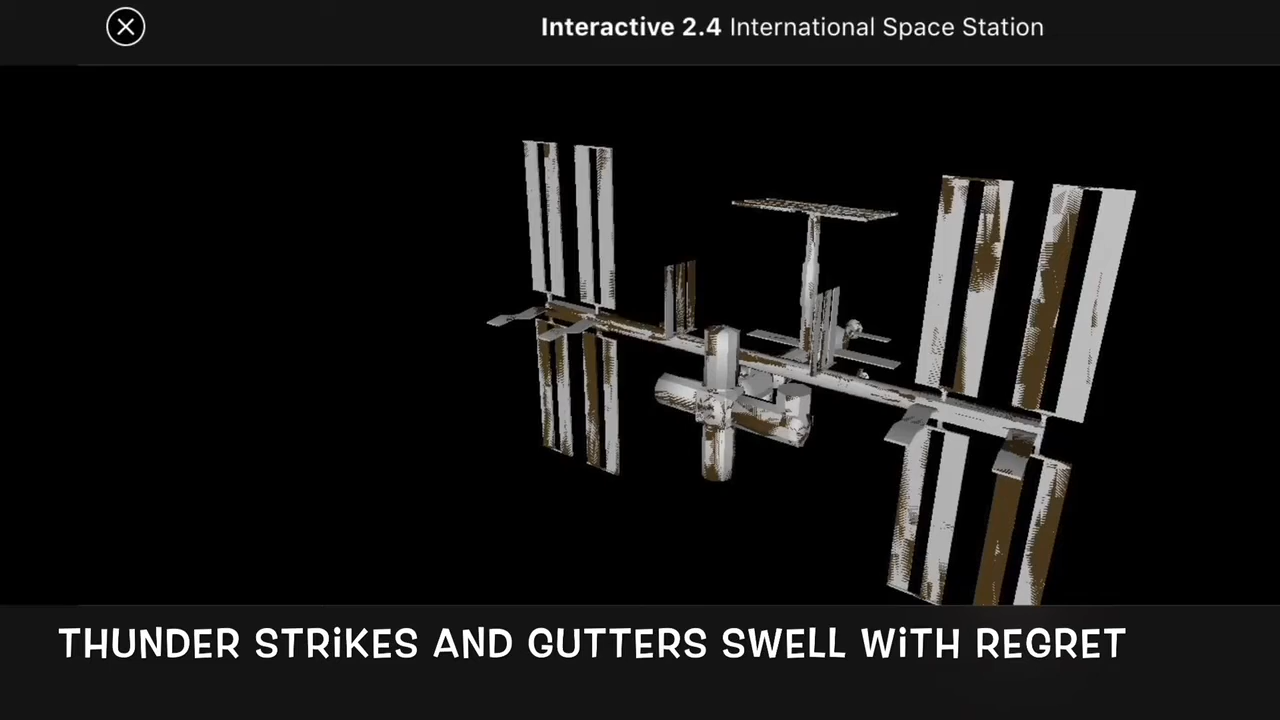 Interactive 2.4 International Space Station
THUNDER STRiKES AND GUTTERS SWELL WiTH REGRET